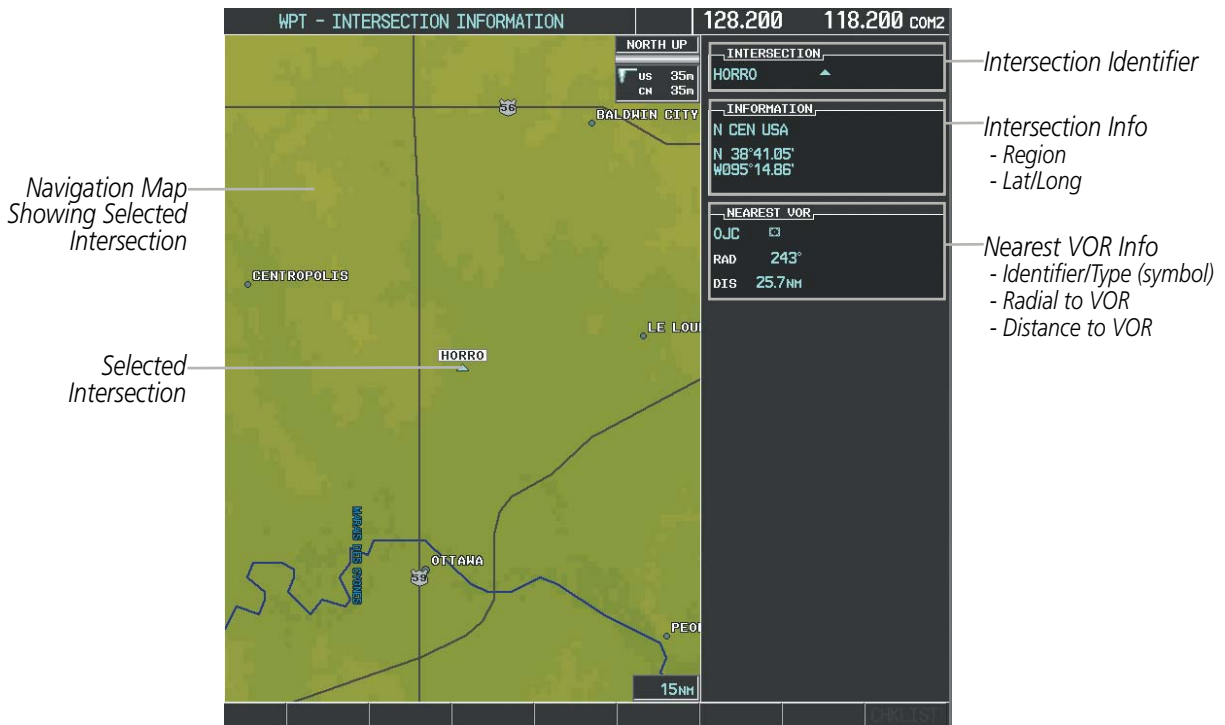 WPT - INTERSECTION INFORMATION
128.200 118.200 COM2
NORTH UP
US 35m
CN 35m
56
BALDWIN CITY
CENTROPOLIS
LE LOU
HORRO
MARAIS DES CYGNES
OTTAWA
59
PEO
15NM
INTERSECTION
HORRO
INFORMATION
N CEN USA
N 38°41.05'
W095°14.86'
NEAREST VOR
OJC
RAD 243°
DIS 25.7NM
CHKLIST
Navigation Map
Showing Selected
Intersection
Selected
Intersection
Intersection Identifier
Intersection Info
- Region
- Lat/Long
Nearest VOR Info
- Identifier/Type (symbol)
- Radial to VOR
- Distance to VOR